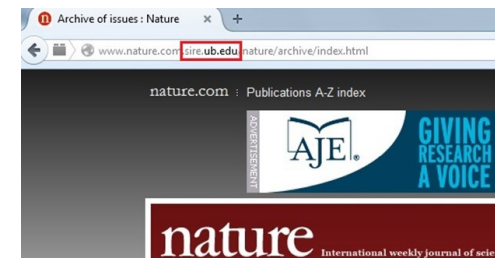 Archive of issues : Nature × +
www.nature.com.sire.ub.edu/nature/archive/index.html
nature.com : Publications A-Z index
ADVERTISEMENT
AJE.
GIVING
RESEARCH
A VOICE
nature
International weekly journal of